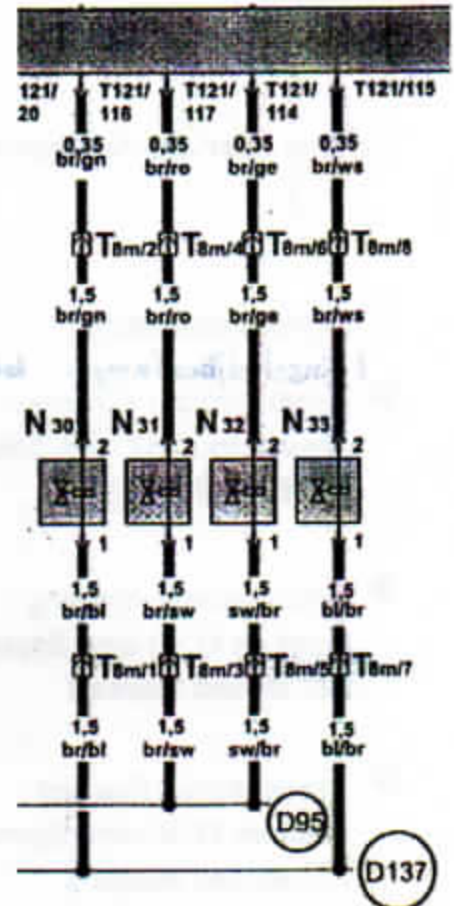 121/ T121/ T121/ T121/ T121/115
20 116 117 114
0,35 0,35 0,35 0,35
br/gn br/ro br/ge br/ws
T8m/2 T8m/4 T8m/6 T8m/8
1,5 1,5 1,5 1,5
br/gn br/ro br/ge br/ws
N30 N31 N32 N33
2 2 2 2
1 1 1 1
1,5 1,5 1,5 1,5
br/bl br/sw sw/br bl/br
T8m/1 T8m/3 T8m/5 T8m/7
1,5 1,5 1,5 1,5
br/bl br/sw sw/br bl/br
D95
D137